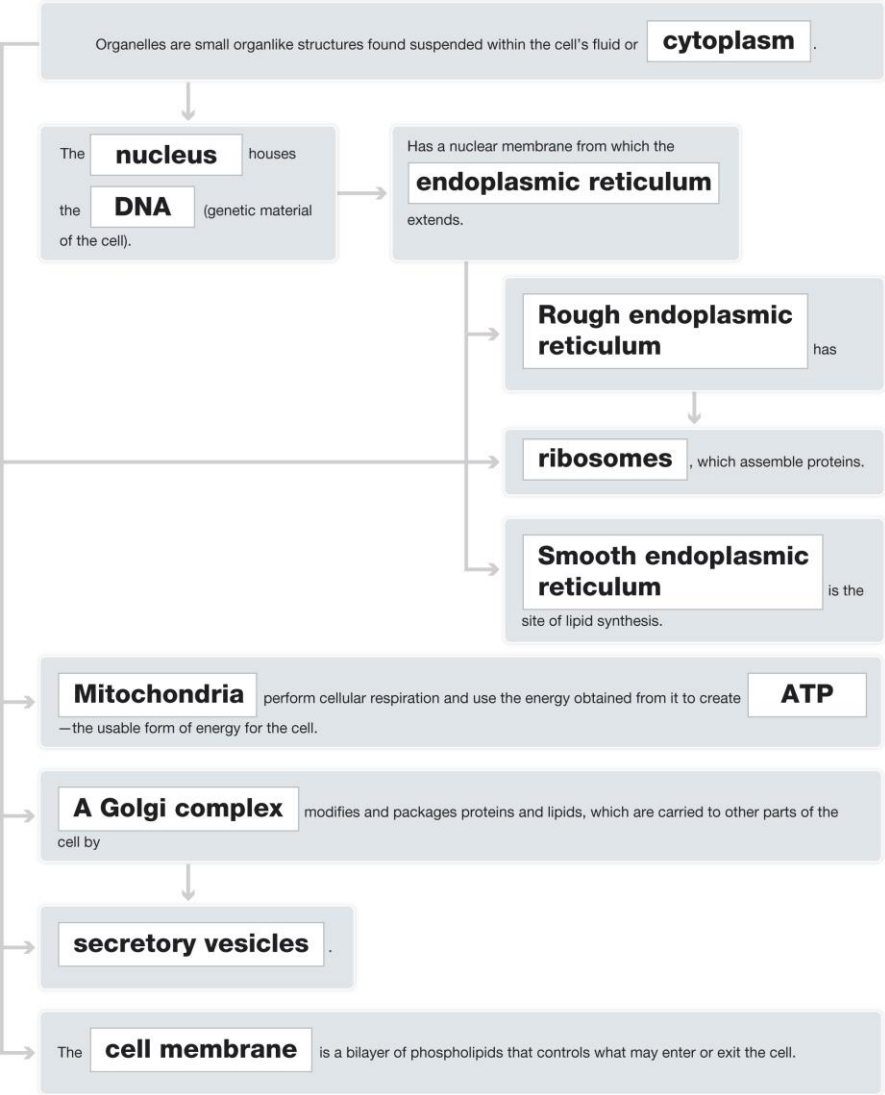 Organelles are small organlike structures found suspended within the cell's fluid or cytoplasm .
The nucleus houses
the DNA (genetic material
of the cell).
Has a nuclear membrane from which the
endoplasmic reticulum
extends.
Rough endoplasmic
reticulum has
ribosomes , which assemble proteins.
Smooth endoplasmic
reticulum is the
site of lipid synthesis.
Mitochondria perform cellular respiration and use the energy obtained from it to create ATP
—the usable form of energy for the cell.
A Golgi complex modifies and packages proteins and lipids, which are carried to other parts of the
cell by
secretory vesicles .
The cell membrane is a bilayer of phospholipids that controls what may enter or exit the cell.